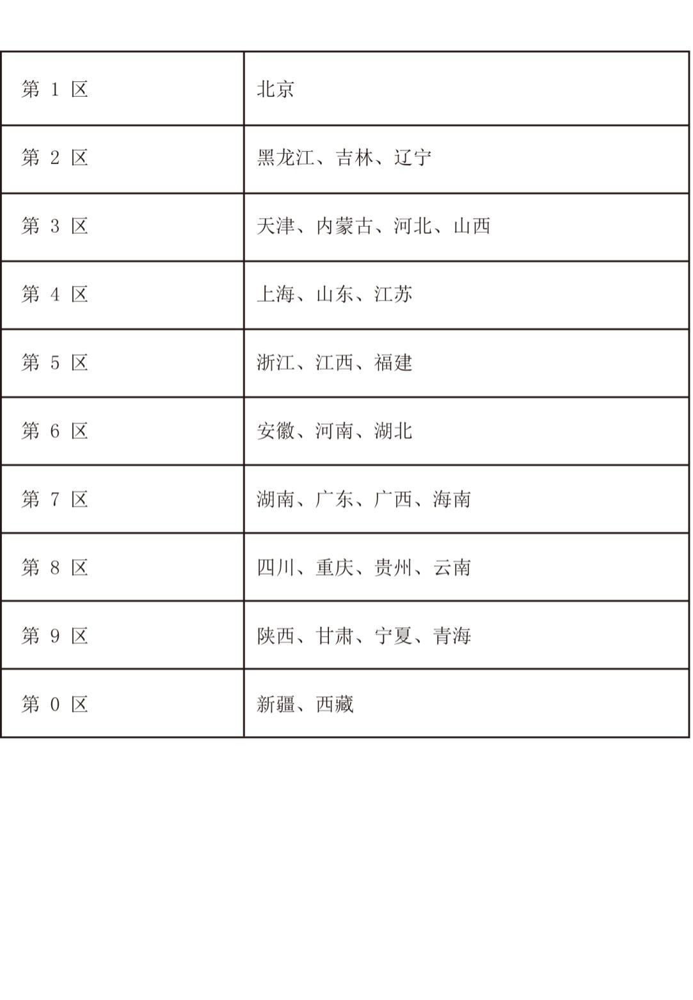 第 1 区 北京
第 2 区 黑龙江、吉林、辽宁
第 3 区 天津、内蒙古、河北、山西
第 4 区 上海、山东、江苏
第 5 区 浙江、江西、福建
第 6 区 安徽、河南、湖北
第 7 区 湖南、广东、广西、海南
第 8 区 四川、重庆、贵州、云南
第 9 区 陕西、甘肃、宁夏、青海
第 0 区 新疆、西藏